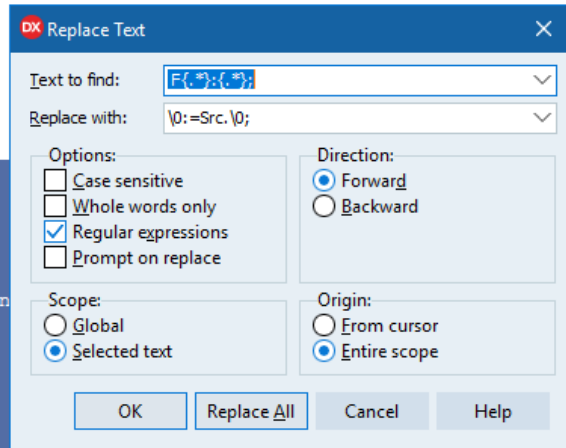 DX Replace Text
Text to find: F{.*}:{.*};
Replace with: \0:=Src.\0;
Options:
Case sensitive
Whole words only
Regular expressions
Prompt on replace
Direction:
Forward
Backward
n
Scope:
Global
Selected text
Origin:
From cursor
Entire scope
OK Replace All Cancel Help